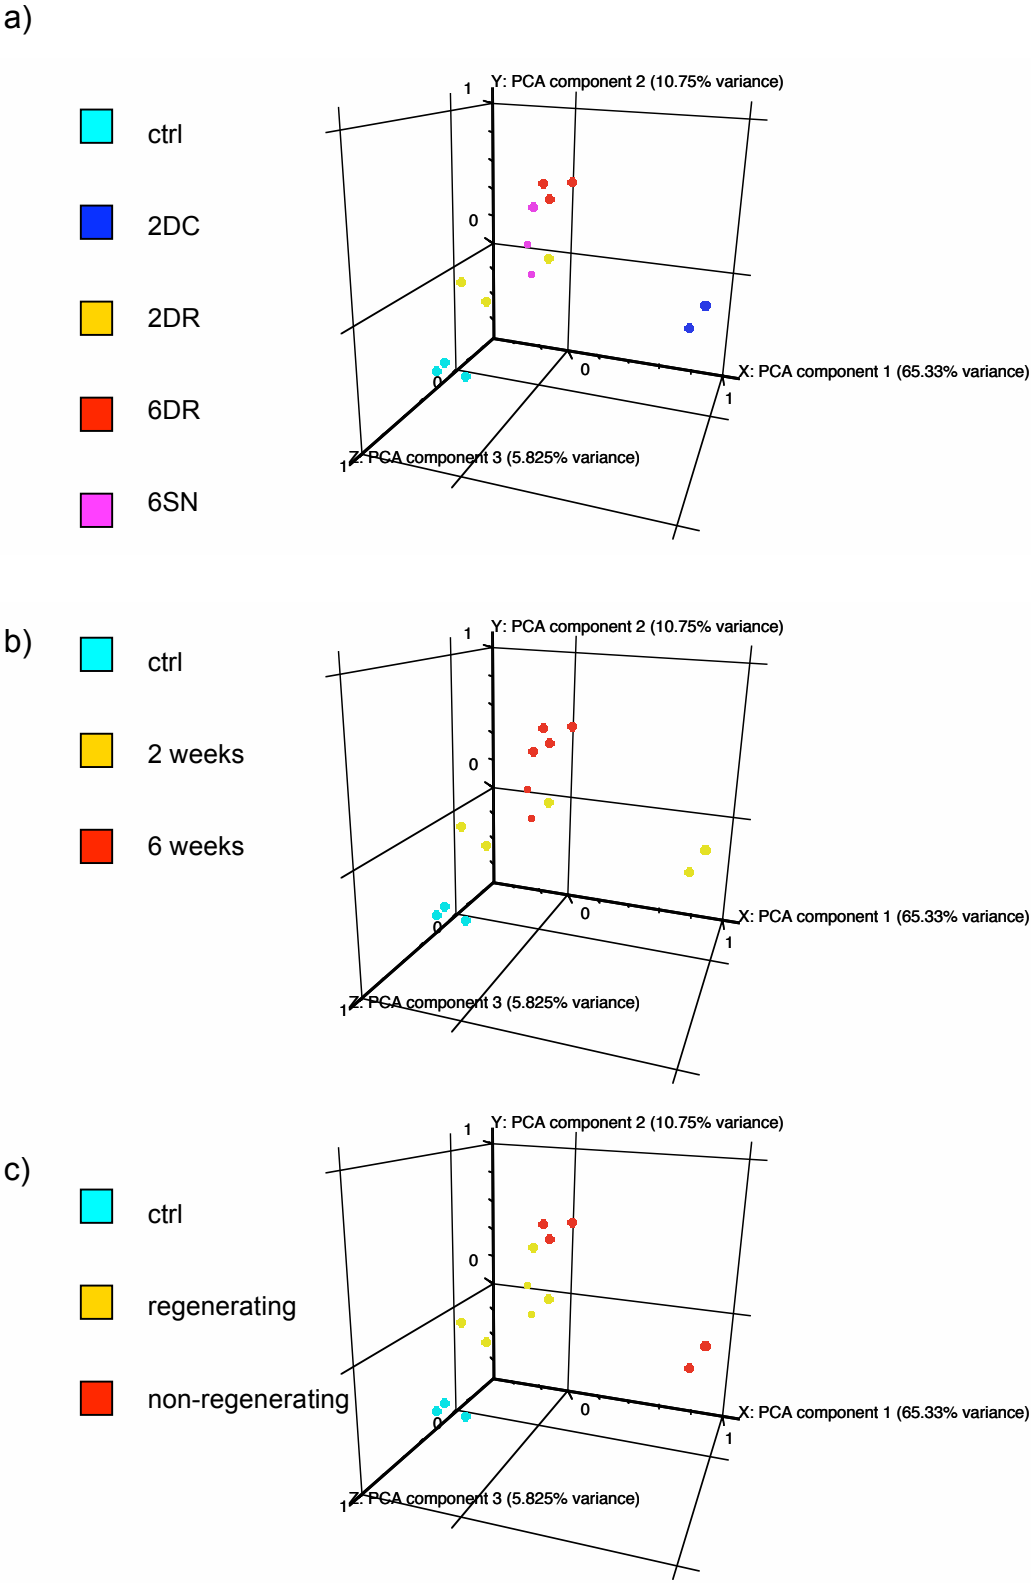 a)
Y: PCA component 2 (10.75% variance)
1
ctrl
2DC
0
2DR
X: PCA component 1 (65.33% variance)
0
0
1
6DR
Z: PCA component 3 (5.825% variance)
1
6SN
b)
Y: PCA component 2 (10.75% variance)
1
ctrl
2 weeks
0
6 weeks
X: PCA component 1 (65.33% variance)
0
0
1
Z: PCA component 3 (5.825% variance)
1
c)
Y: PCA component 2 (10.75% variance)
1
ctrl
0
regenerating
non-regenerating
X: PCA component 1 (65.33% variance)
0
0
1
Z: PCA component 3 (5.825% variance)
1